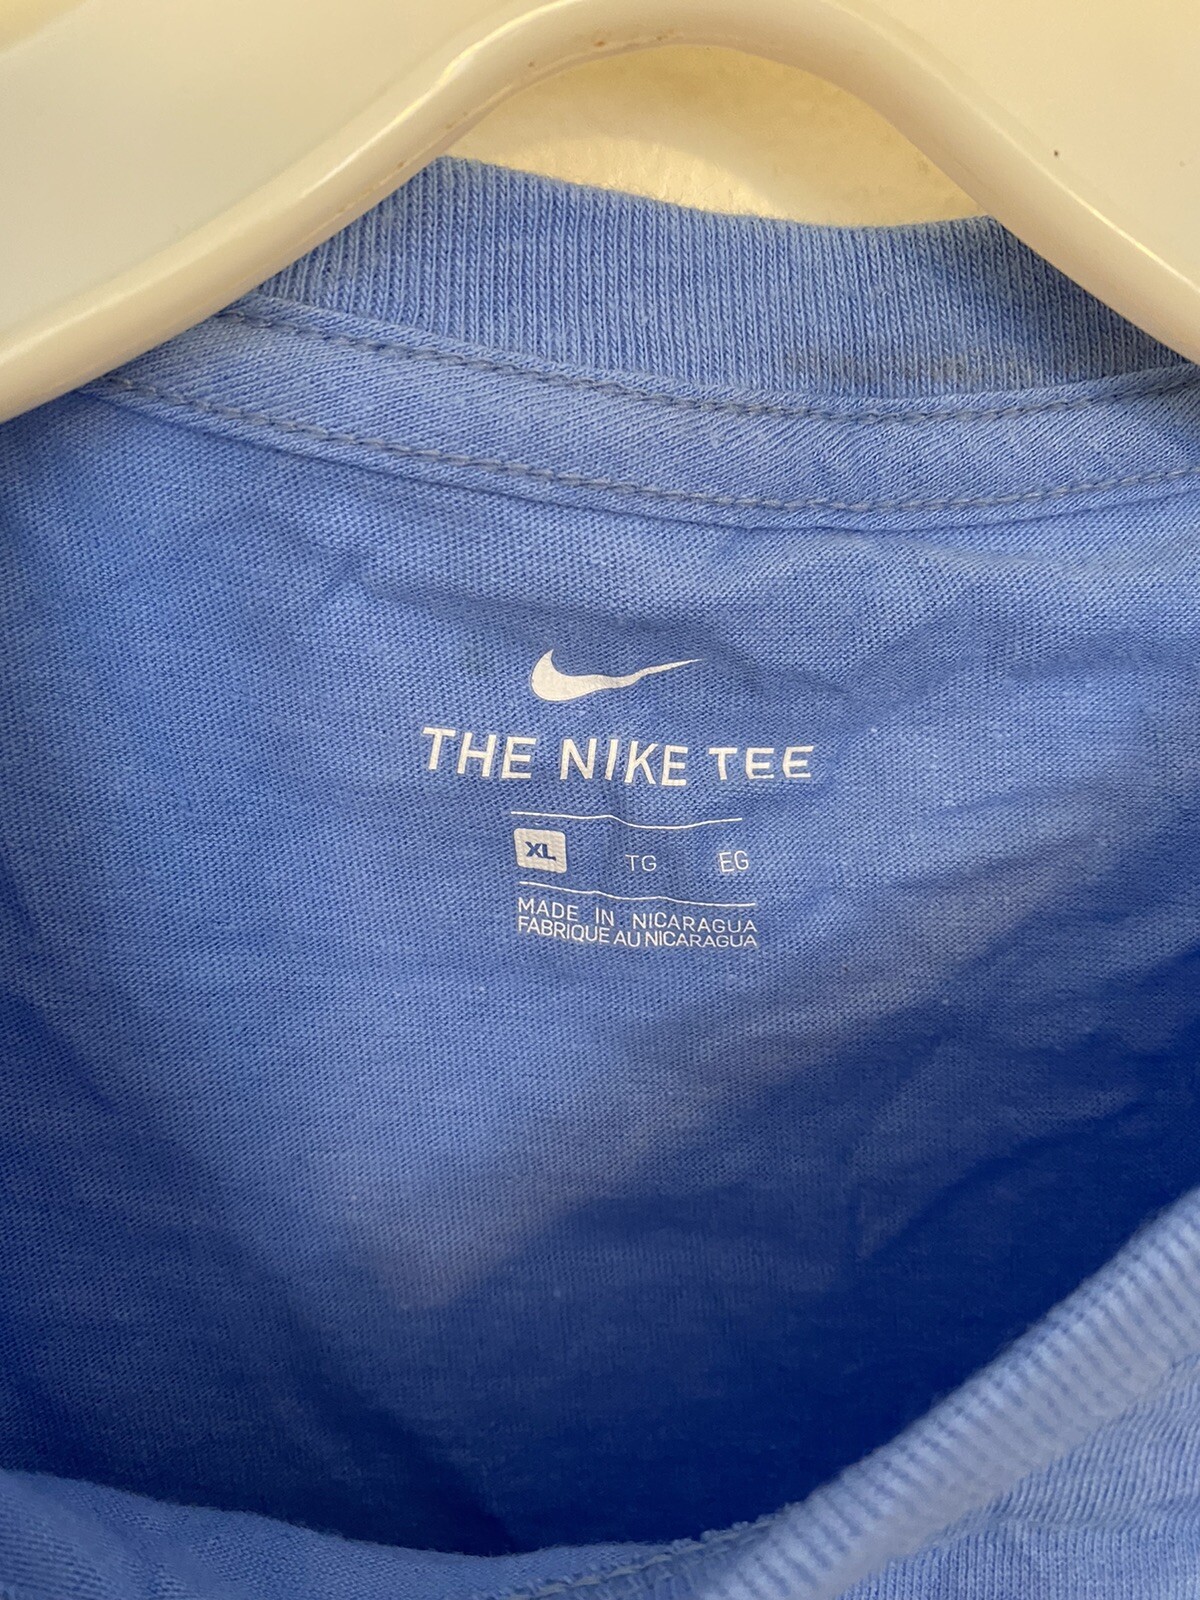 THE NIKE TEE
XL TG EG
MADE IN NICARAGUA
FABRIQUE AU NICARAGUA